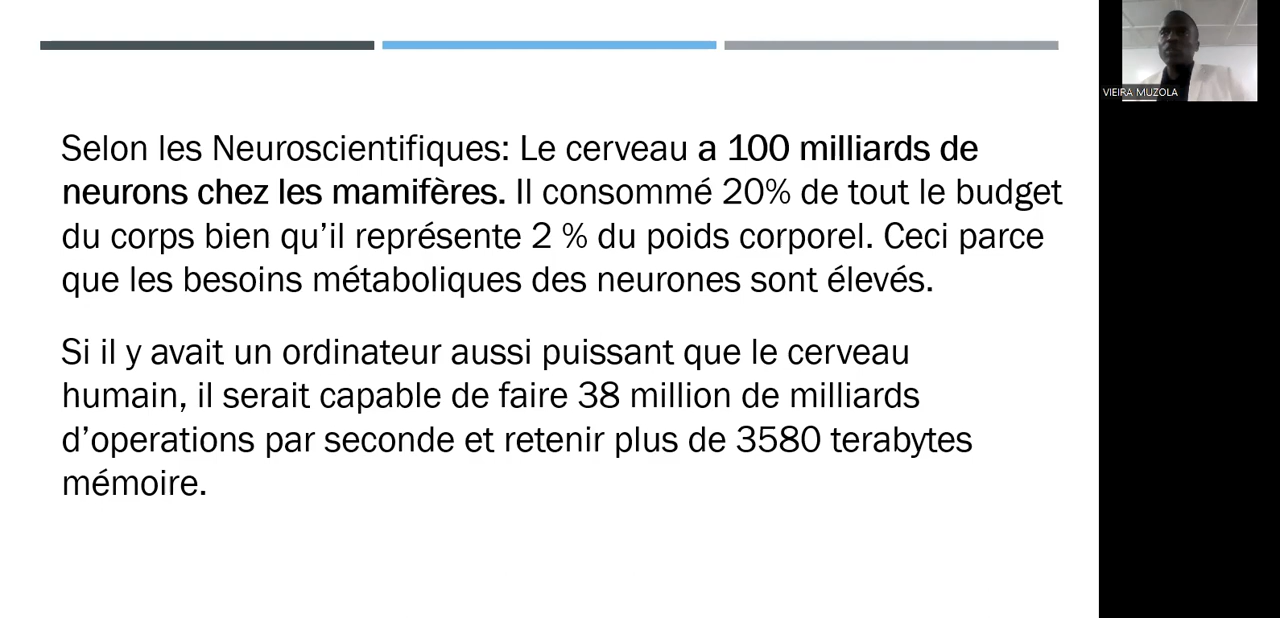 Selon les Neuroscientifiques: Le cerveau a 100 milliards de
neurons chez les mamifères. Il consommé 20% de tout le budget
du corps bien qu’il représente 2 % du poids corporel. Ceci parce
que les besoins métaboliques des neurones sont élevés.
Si il y avait un ordinateur aussi puissant que le cerveau
humain, il serait capable de faire 38 million de milliards
d’operations par seconde et retenir plus de 3580 terabytes
mémoire.
VIEIRA MUZOLA